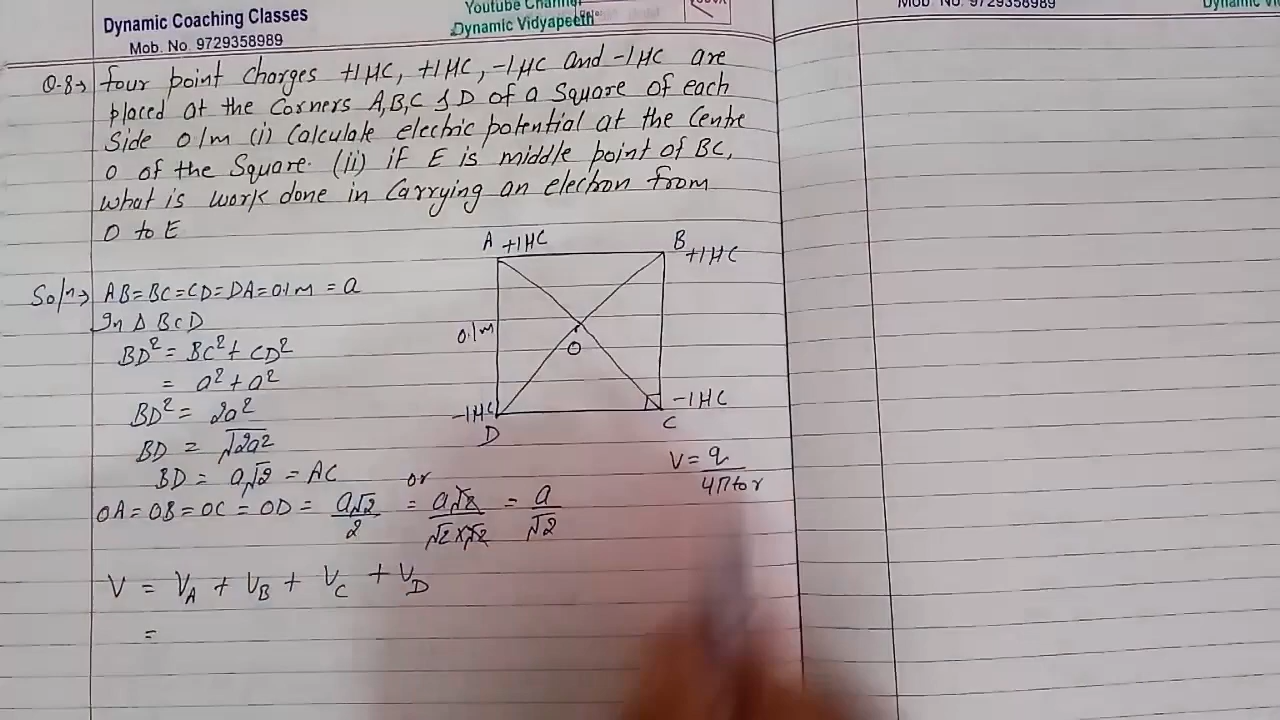 Dynamic Coaching Classes
Mob. No. 9729358989
Youtube Channel
Dynamic Vidyapeeth
Mob. No. 9729358989
Q.8→ four point charges +1μC, +1μC, -1μC and -1μC are
placed at the corners A,B,C & D of a Square of each
side 0.1m (i) Calculate electric potential at the centre
O of the Square. (ii) if E is middle point of BC,
what is work done in carrying an electron from
O to E
A +1μC
B
+1μC
Soln→ AB=BC=CD=DA=0.1m = a
In Δ BCD
0.1m
O
BD² = BC² + CD²
= a² + a²
BD² = 2a²
-1μC
D
-1μC
C
BD = √2a²
BD = a√2 = AC
V = q
4π∈o r
or
OA = OB = OC = OD = a√2/2 = a√2/√2×√2 = a/√2
V = V_A + V_B + V_C + V_D
=